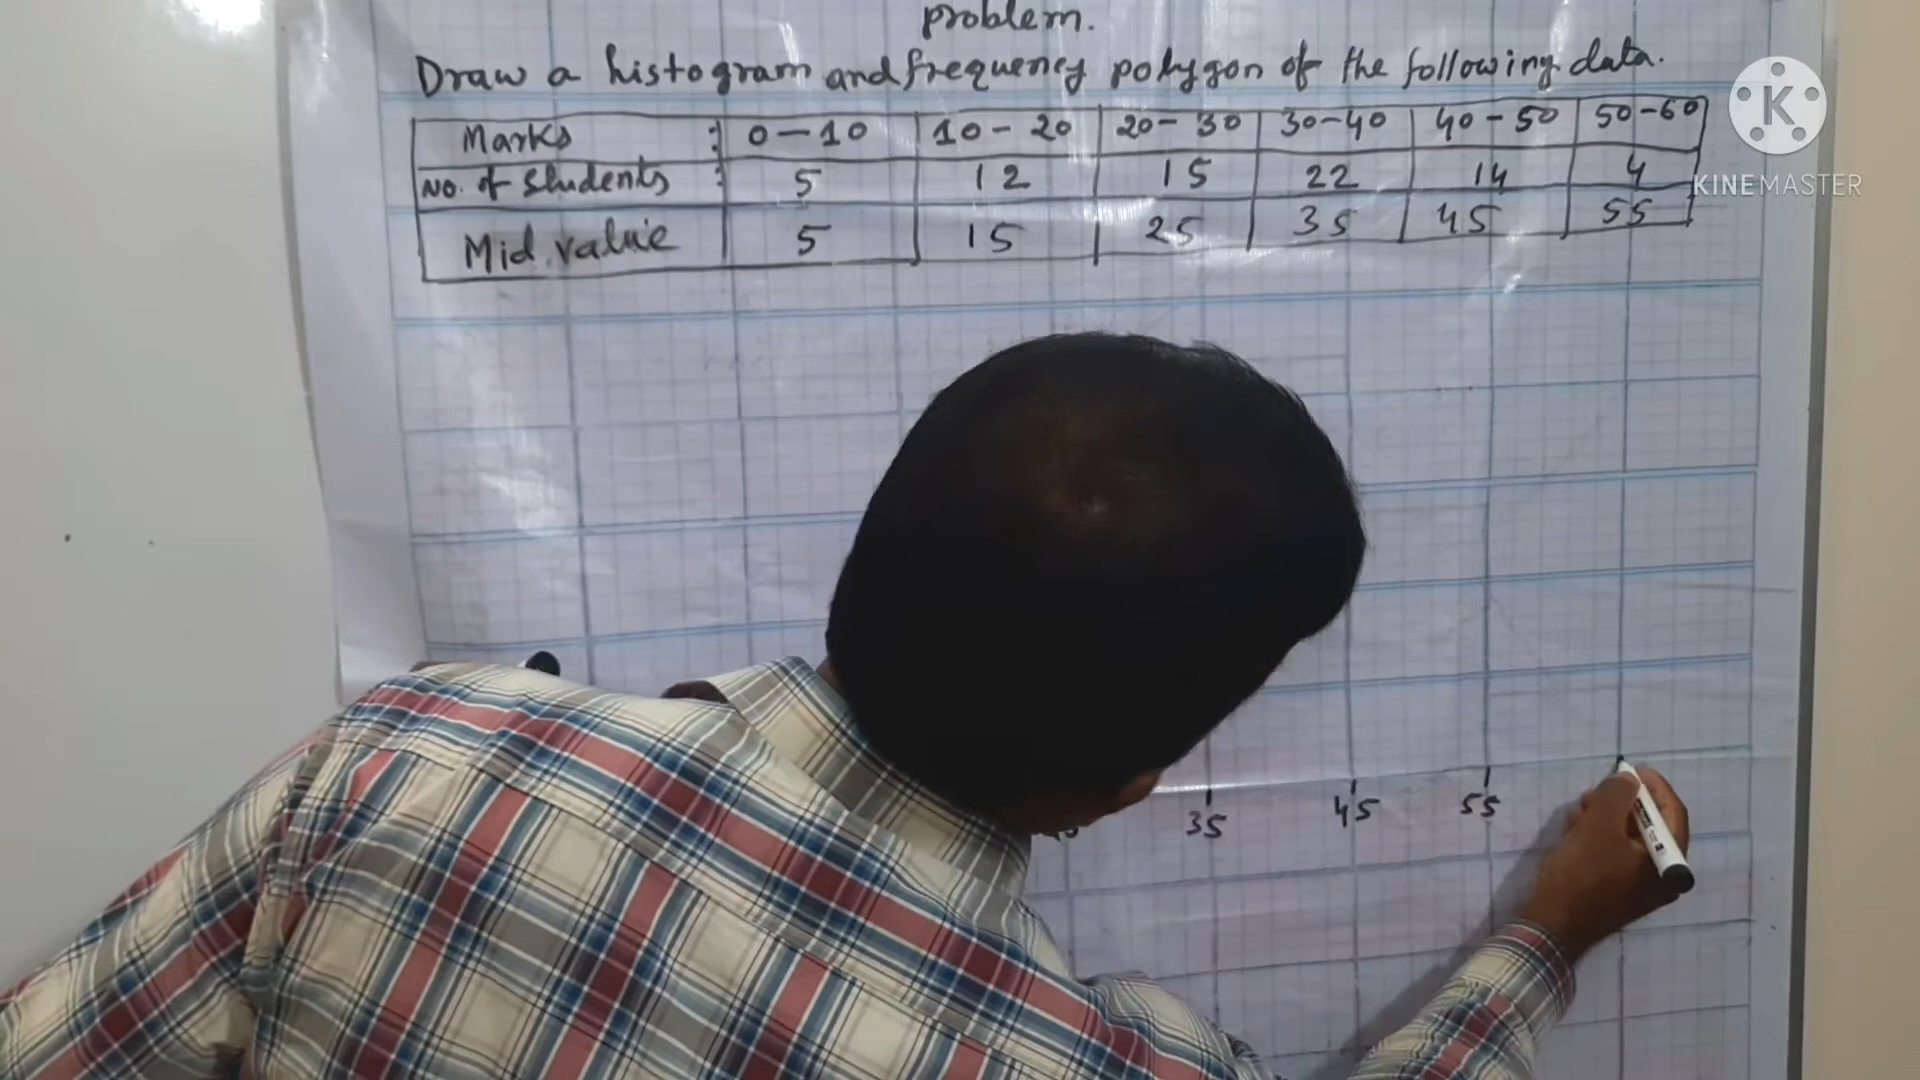 problem.
Draw a histogram and frequency polygon of the following data.
Marks : 0-10 10-20 20-30 30-40 40-50 50-60
No. of Students : 5 12 15 22 14 4
Mid value 5 15 25 35 45 55
K
KINEMASTER
35 45 55